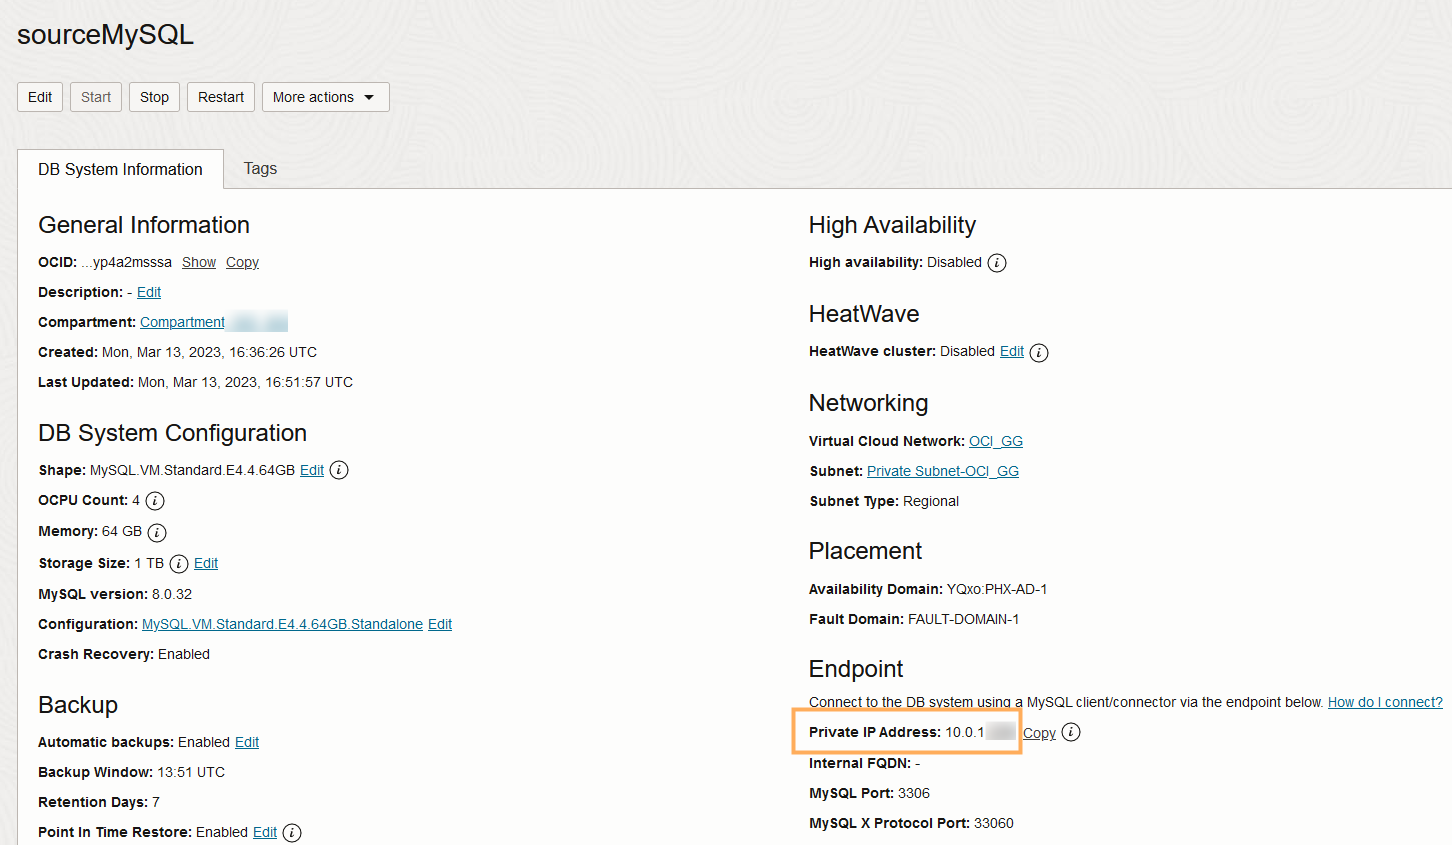 sourceMySQL
Edit Start Stop Restart More actions
DB System Information Tags
General Information
OCID: ...yp4a2msssa Show Copy
Description: - Edit
Compartment: Compartment
Created: Mon, Mar 13, 2023, 16:36:26 UTC
Last Updated: Mon, Mar 13, 2023, 16:51:57 UTC
DB System Configuration
Shape: MySQL.VM.Standard.E4.4.64GB Edit i
OCPU Count: 4 i
Memory: 64 GB i
Storage Size: 1 TB i Edit
MySQL version: 8.0.32
Configuration: MySQL.VM.Standard.E4.4.64GB.Standalone Edit
Crash Recovery: Enabled
Backup
Automatic backups: Enabled Edit
Backup Window: 13:51 UTC
Retention Days: 7
Point In Time Restore: Enabled Edit i
High Availability
High availability: Disabled i
HeatWave
HeatWave cluster: Disabled Edit i
Networking
Virtual Cloud Network: OCI_GG
Subnet: Private Subnet-OCI_GG
Subnet Type: Regional
Placement
Availability Domain: YQxo:PHX-AD-1
Fault Domain: FAULT-DOMAIN-1
Endpoint
Connect to the DB system using a MySQL client/connector via the endpoint below. How do I connect?
Private IP Address: 10.0.1 Copy i
Internal FQDN: -
MySQL Port: 3306
MySQL X Protocol Port: 33060